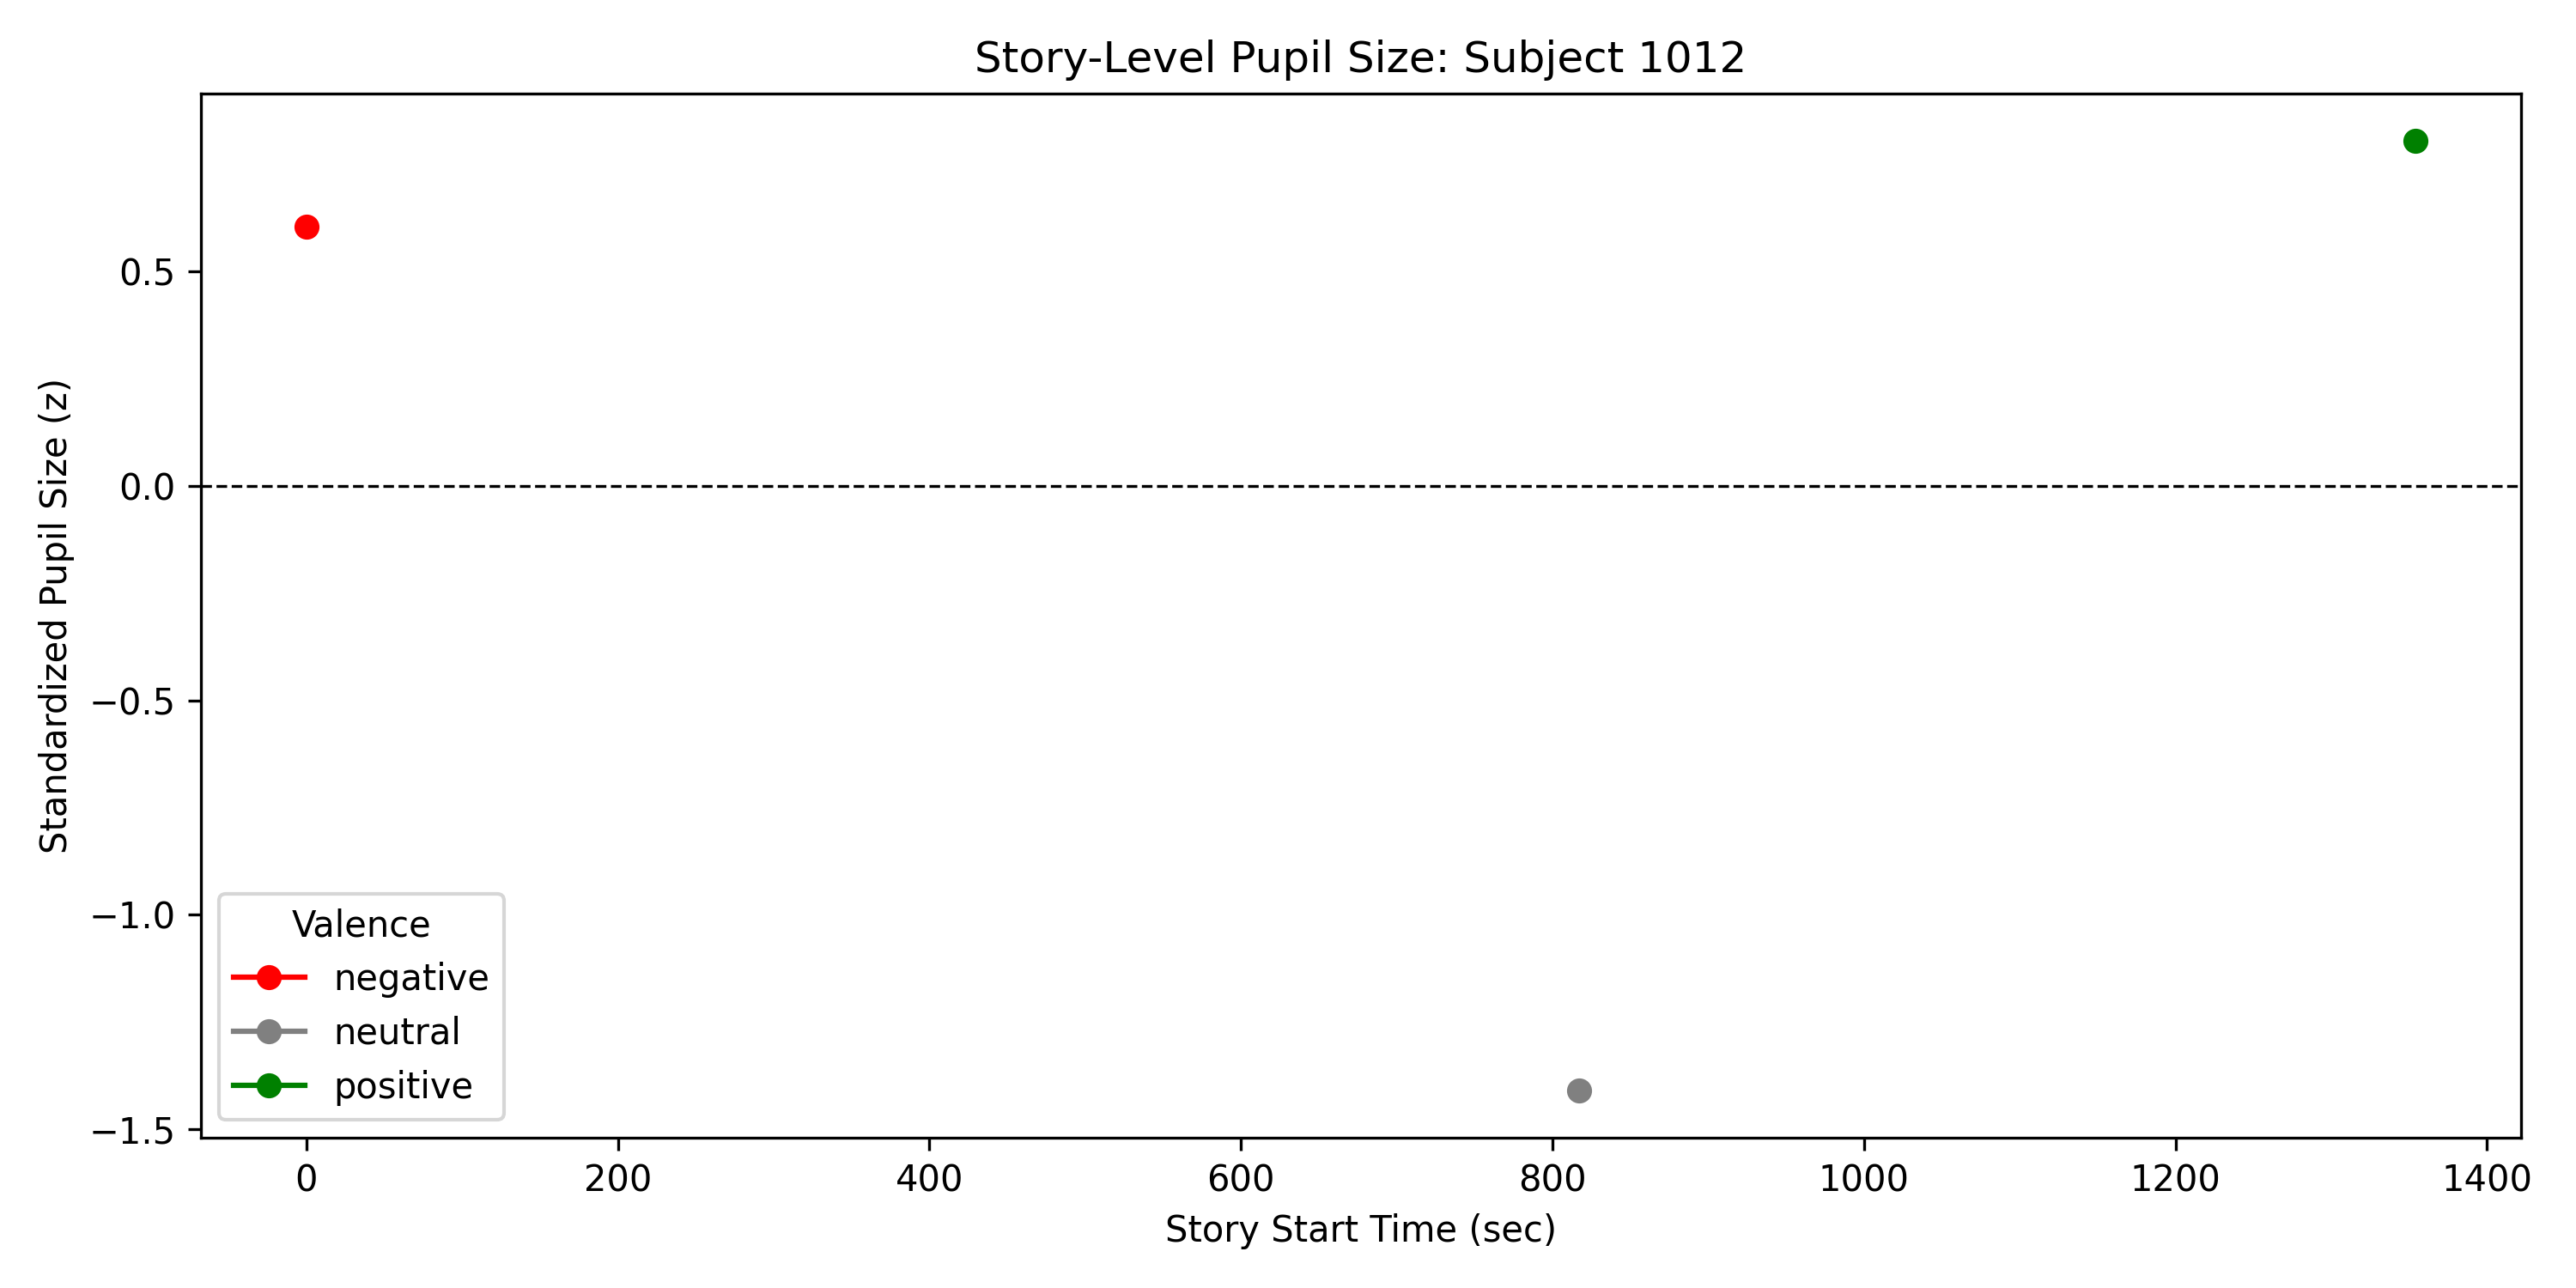 Story-Level Pupil Size: Subject 1012
Standardized Pupil Size (z)
0.5
0.0
−0.5
−1.0
−1.5
Valence
negative
neutral
positive
0 200 400 600 800 1000 1200 1400
Story Start Time (sec)